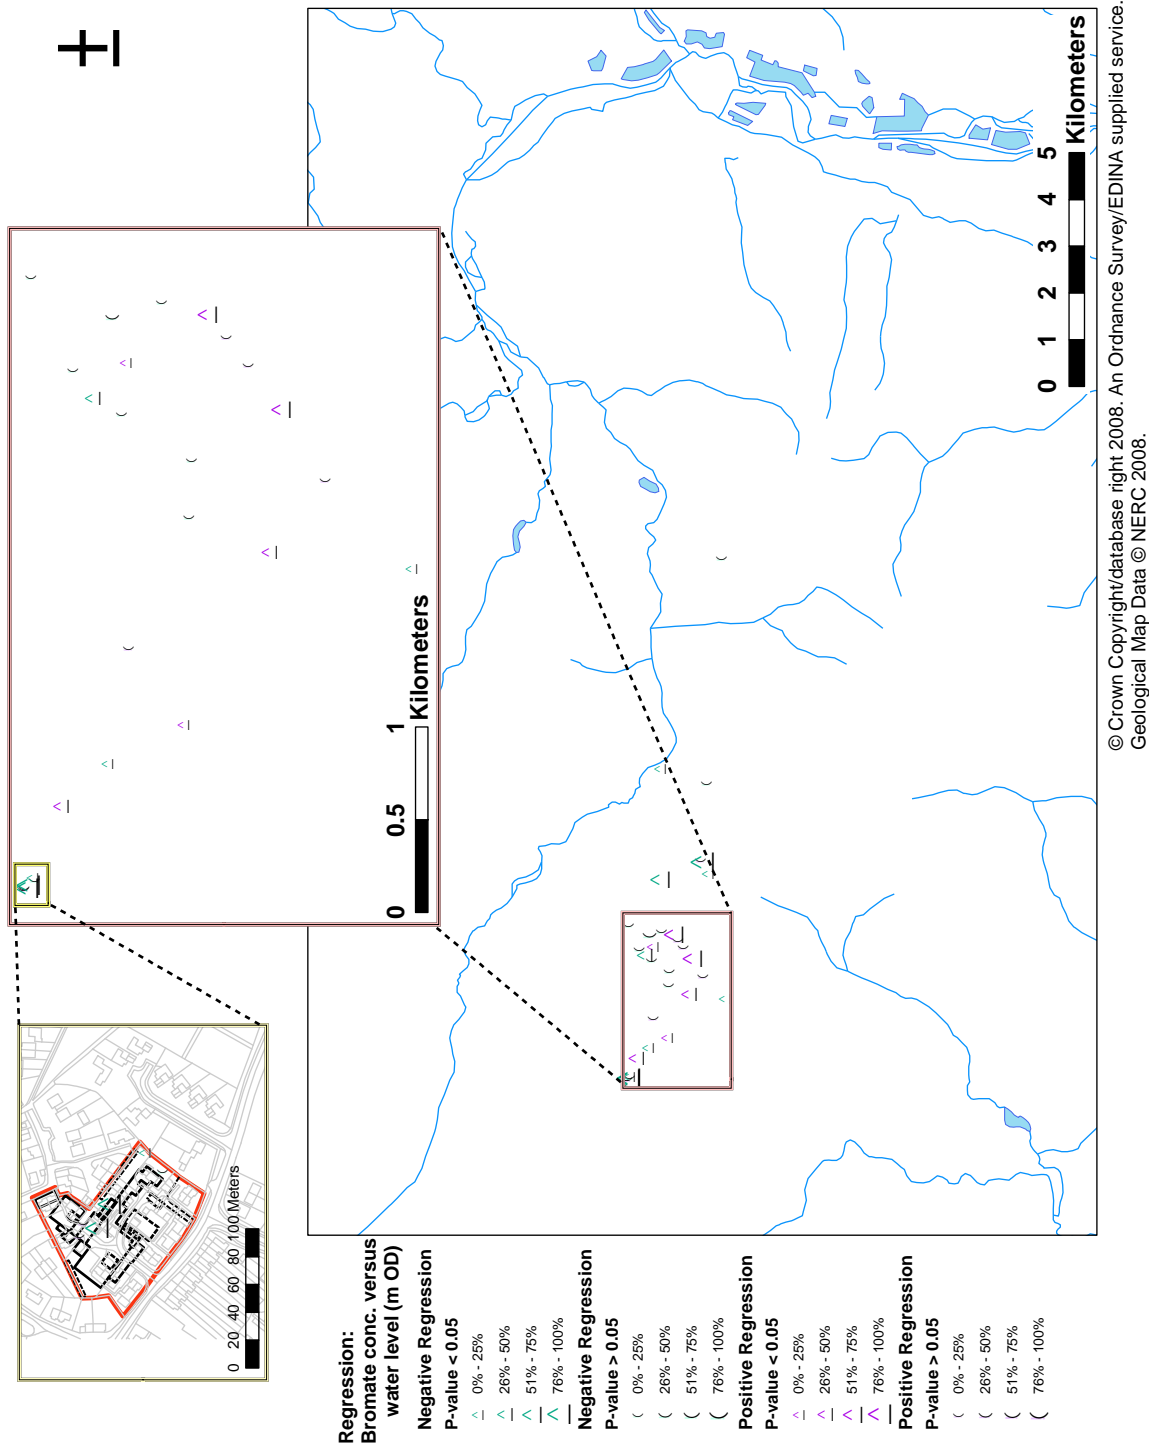 0 0.5 1
Kilometers
0 1 2 3 4 5
Kilometers
0 20 40 60 80 100 Meters
Regression:
Bromate conc. versus
water level (m OD)
Negative Regression
P-value < 0.05
0% - 25%
26% - 50%
51% - 75%
76% - 100%
Negative Regression
P-value > 0.05
0% - 25%
26% - 50%
51% - 75%
76% - 100%
Positive Regression
P-value < 0.05
0% - 25%
26% - 50%
51% - 75%
76% - 100%
Positive Regression
P-value > 0.05
0% - 25%
26% - 50%
51% - 75%
76% - 100%
© Crown Copyright/database right 2008. An Ordnance Survey/EDINA supplied service.
Geological Map Data © NERC 2008.